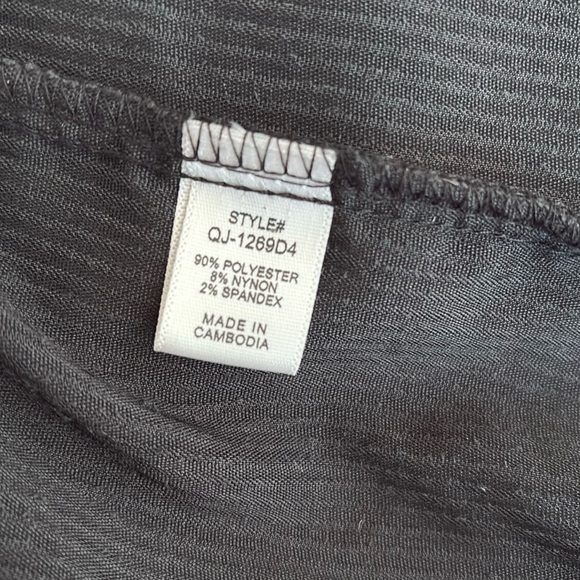 STYLE#
QJ-1269D4
90% POLYESTER
8% NYNON
2% SPANDEX
MADE IN
CAMBODIA